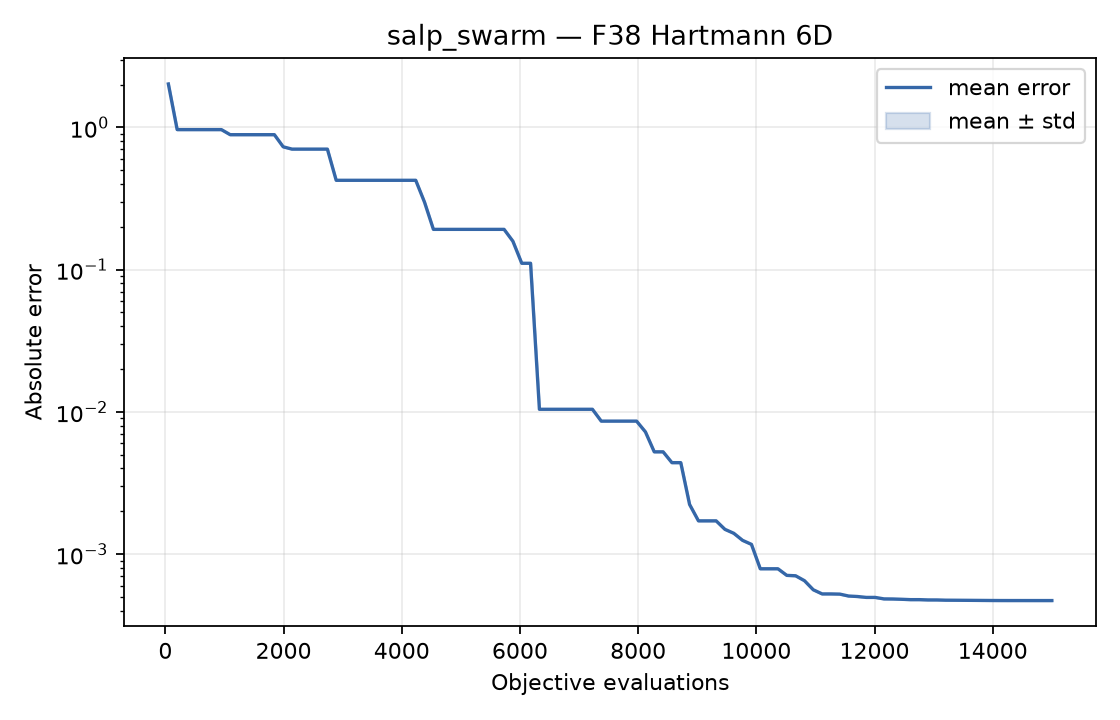 salp_swarm — F38 Hartmann 6D
mean error
mean ± std
Absolute error
10⁰
10⁻¹
10⁻²
10⁻³
0 2000 4000 6000 8000 10000 12000 14000
Objective evaluations